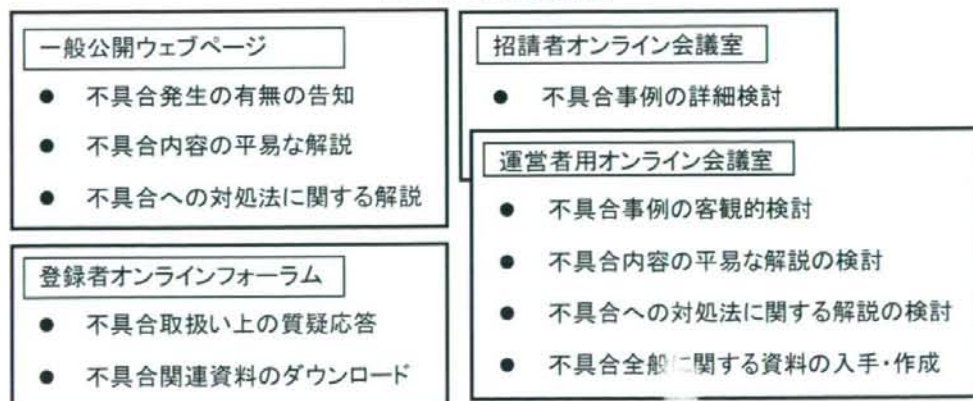 一般公開ウェブページ
● 不具合発生の有無の告知
● 不具合内容の平易な解説
● 不具合への対処法に関する解説
登録者オンラインフォーラム
● 不具合取扱い上の質疑応答
● 不具合関連資料のダウンロード
招請者オンライン会議室
● 不具合事例の詳細検討
運営者用オンライン会議室
● 不具合事例の客観的検討
● 不具合内容の平易な解説の検討
● 不具合への対処法に関する解説の検討
● 不具合全般に関する資料の入手・作成